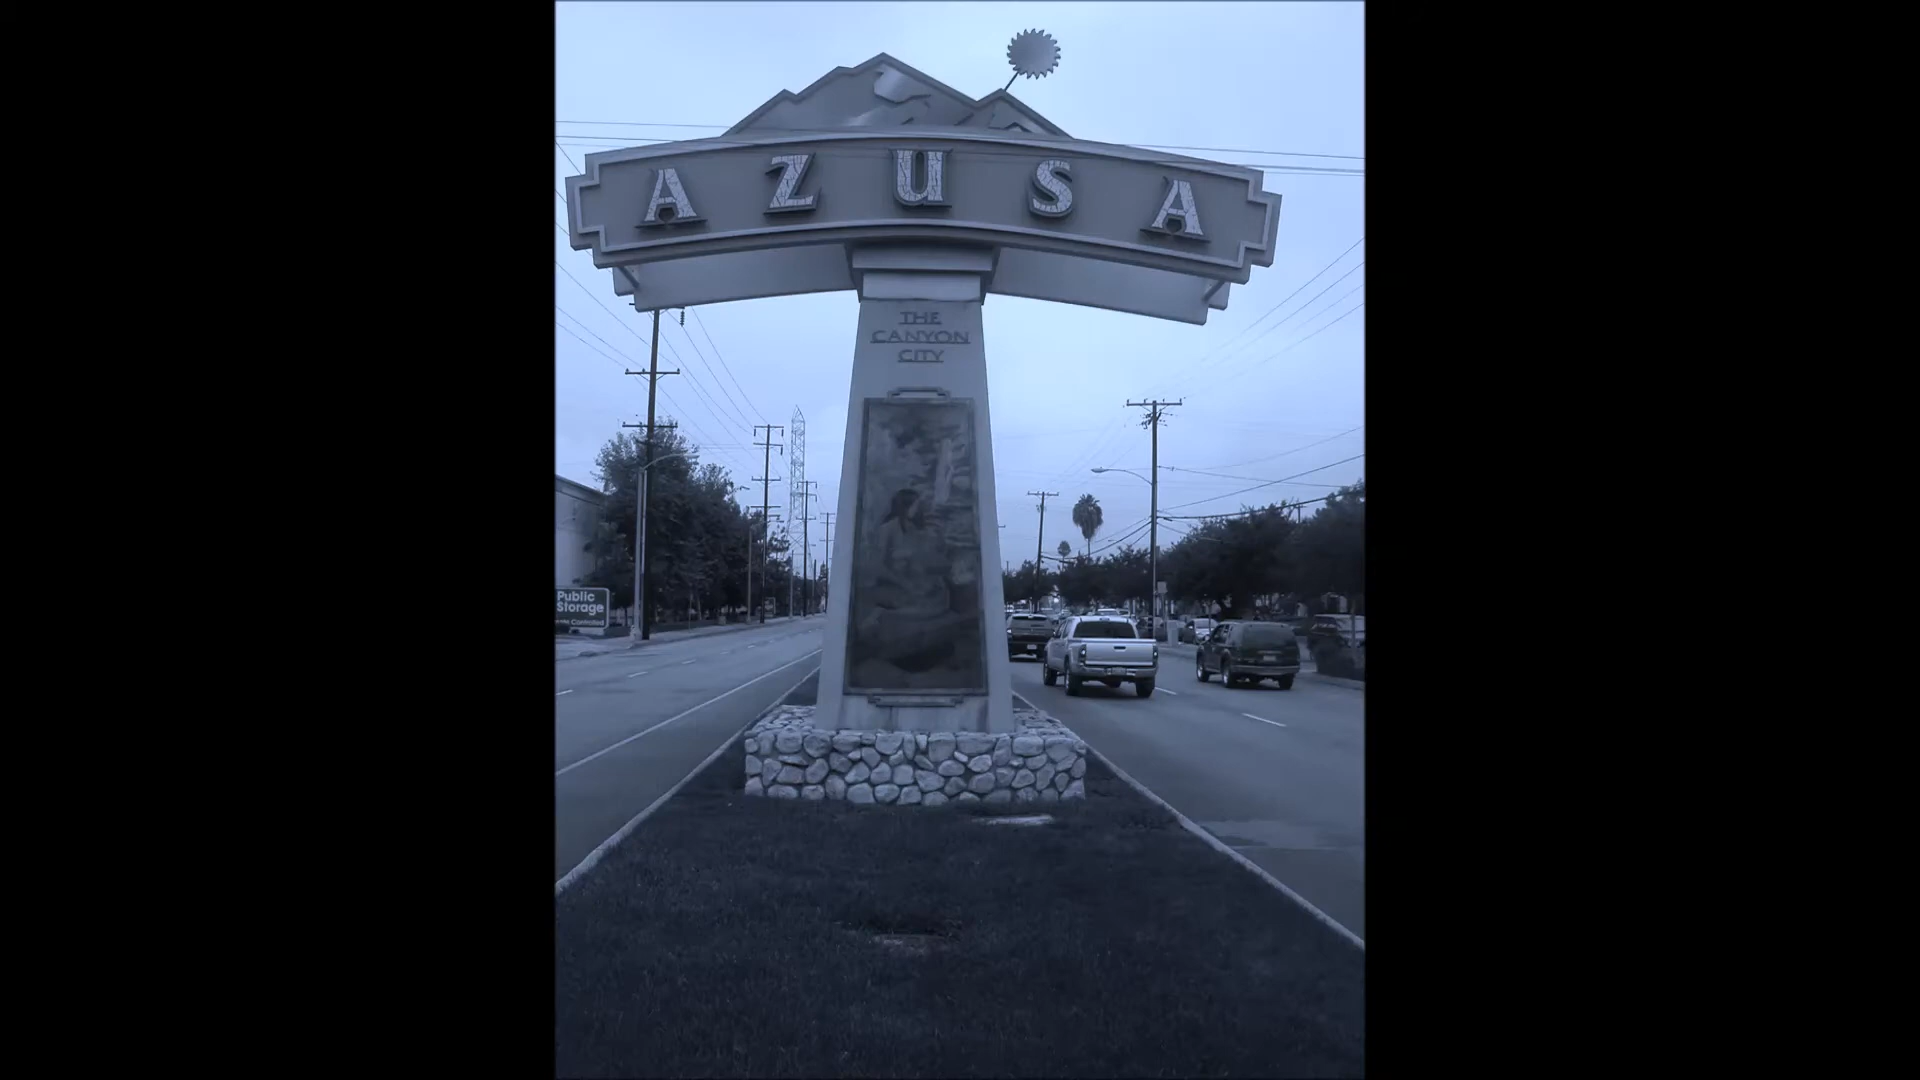 AZUSA
THE
CANYON
CITY
Public
Storage